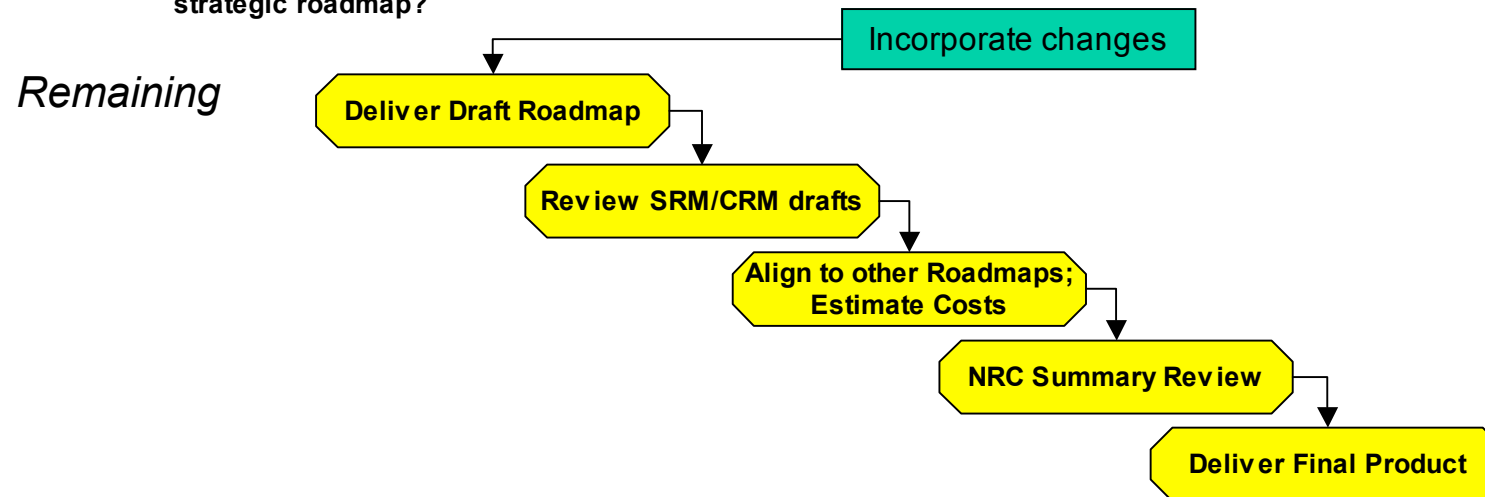 strategic roadmap?
Incorporate changes
Remaining
Deliver Draft Roadmap
Review SRM/CRM drafts
Align to other Roadmaps;
Estimate Costs
NRC Summary Review
Deliver Final Product